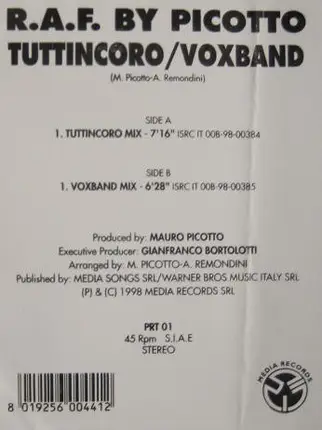 R.A.F. BY PICOTTO
TUTTINCORO/VOXBAND
(M. Picotto-A. Remondini)
SIDE A
1. TUTTINCORO MIX - 7'16" ISRC IT 00B-98-00384
SIDE B
1. VOXBAND MIX - 6'28" ISRC IT 00B-98-00385
Produced by: MAURO PICOTTO
Executive Producer: GIANFRANCO BORTOLOTTI
Arranged by: M. PICOTTO-A. REMONDINI
Published by: MEDIA SONGS SRL/WARNER BROS MUSIC ITALY SRL
(P) & (C) 1998 MEDIA RECORDS SRL
PRT 01
45 Rpm S.I.A.E
STEREO
MEDIA RECORDS
8 019256 004412